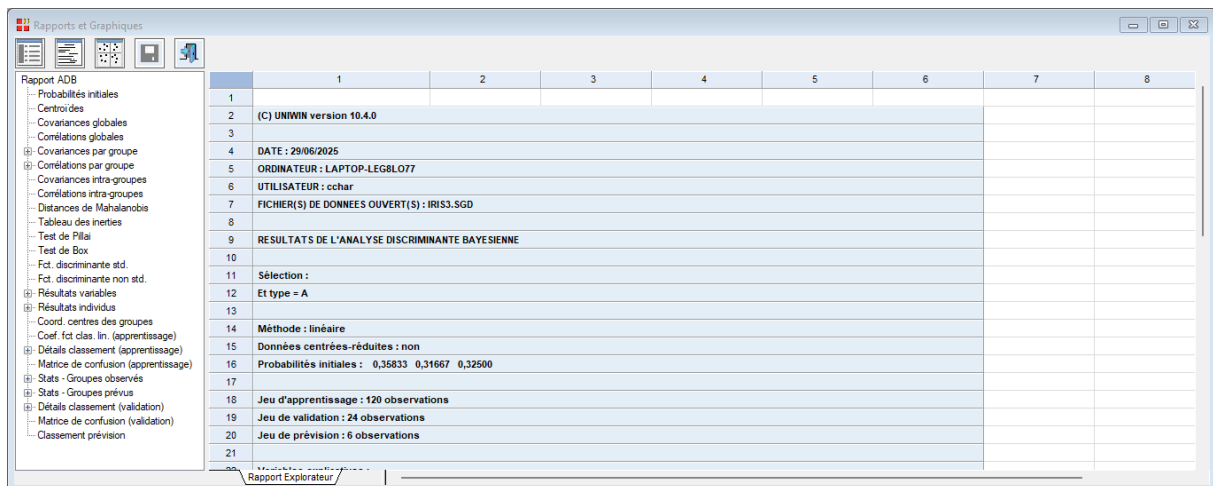 Rapports et Graphiques
Rapport ADB
Probabilités initiales
Centroïdes
Covariances globales
Corrélations globales
Covariances par groupe
Corrélations par groupe
Covariances intra-groupes
Corrélations intra-groupes
Distances de Mahalanobis
Tableau des inerties
Test de Pillai
Test de Box
Fct. discriminante std.
Fct. discriminante non std.
Résultats variables
Résultats individus
Coord. centres des groupes
Coef. fct clas. lin. (apprentissage)
Détails classement (apprentissage)
Matrice de confusion (apprentissage)
Stats - Groupes observés
Stats - Groupes prévus
Détails classement (validation)
Matrice de confusion (validation)
Classement prévision
1 2 3 4 5 6 7 8
1
2 (C) UNIWIN version 10.4.0
3
4 DATE : 29/06/2025
5 ORDINATEUR : LAPTOP-LEG8LO77
6 UTILISATEUR : cchar
7 FICHIER(S) DE DONNEES OUVERT(S) : IRIS3.SGD
8
9 RESULTATS DE L'ANALYSE DISCRIMINANTE BAYESIENNE
10
11 Sélection :
12 Et type = A
13
14 Méthode : linéaire
15 Données centrées-réduites : non
16 Probabilités initiales : 0,35833 0,31667 0,32500
17
18 Jeu d'apprentissage : 120 observations
19 Jeu de validation : 24 observations
20 Jeu de prévision : 6 observations
21
Rapport Explorateur